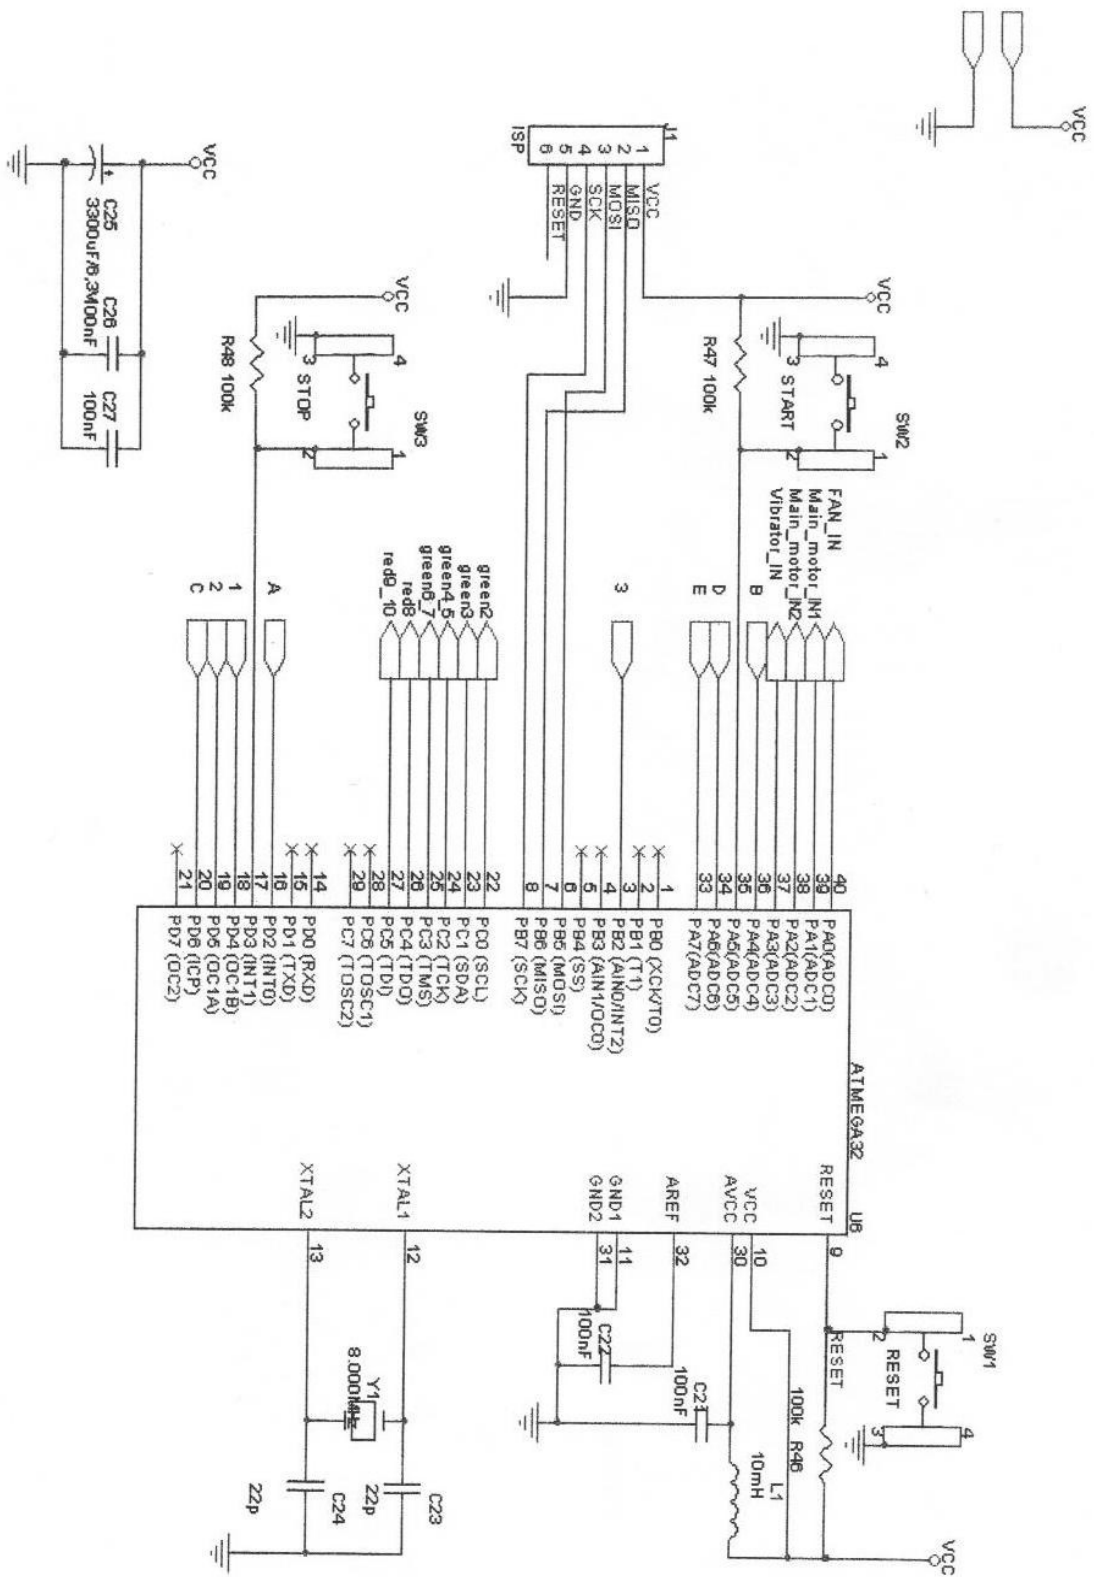 VCC
J1
ISP
1 VCC
2 MISO
3 MOSI
4 SCK
5 GND
6 RESET
VCC
R47 100k
SW2
START
4
3
1
2
VCC
R48 100k
SW3
STOP
4
3
1
2
VCC
C25
3300uF/6,3V
C26
100nF
C27
100nF
FAN_IN
Main_motor_IN1
Main_motor_IN2
Vibrator_IN
B
D
E
3
green2
green3
green4_5
green6_7
red8
red9_10
A
1
2
C
ATMEGA32
U6
40 PA0(ADC0)
39 PA1(ADC1)
38 PA2(ADC2)
37 PA3(ADC3)
36 PA4(ADC4)
35 PA5(ADC5)
34 PA6(ADC6)
33 PA7(ADC7)
1 PB0 (XCK/T0)
2 PB1 (T1)
3 PB2 (AIN0/INT2)
4 PB3 (AIN1/OC0)
5 PB4 (SS)
6 PB5 (MOSI)
7 PB6 (MISO)
8 PB7 (SCK)
22 PC0 (SCL)
23 PC1 (SDA)
24 PC2 (TCK)
25 PC3 (TMS)
26 PC4 (TDO)
27 PC5 (TDI)
28 PC6 (TOSC1)
29 PC7 (TOSC2)
14 PD0 (RXD)
15 PD1 (TXD)
16 PD2 (INT0)
17 PD3 (INT1)
18 PD4 (OC1B)
19 PD5 (OC1A)
20 PD6 (ICP)
21 PD7 (OC2)
RESET 9
VCC 10
AVCC 30
AREF 32
GND1 11
GND2 31
XTAL1 12
XTAL2 13
SW1
RESET
1
2
4
3
RESET
100k R46
VCC
L1
10mH
C21
100nF
C22
100nF
Y1
8.000MHz
C23
22p
C24
22p